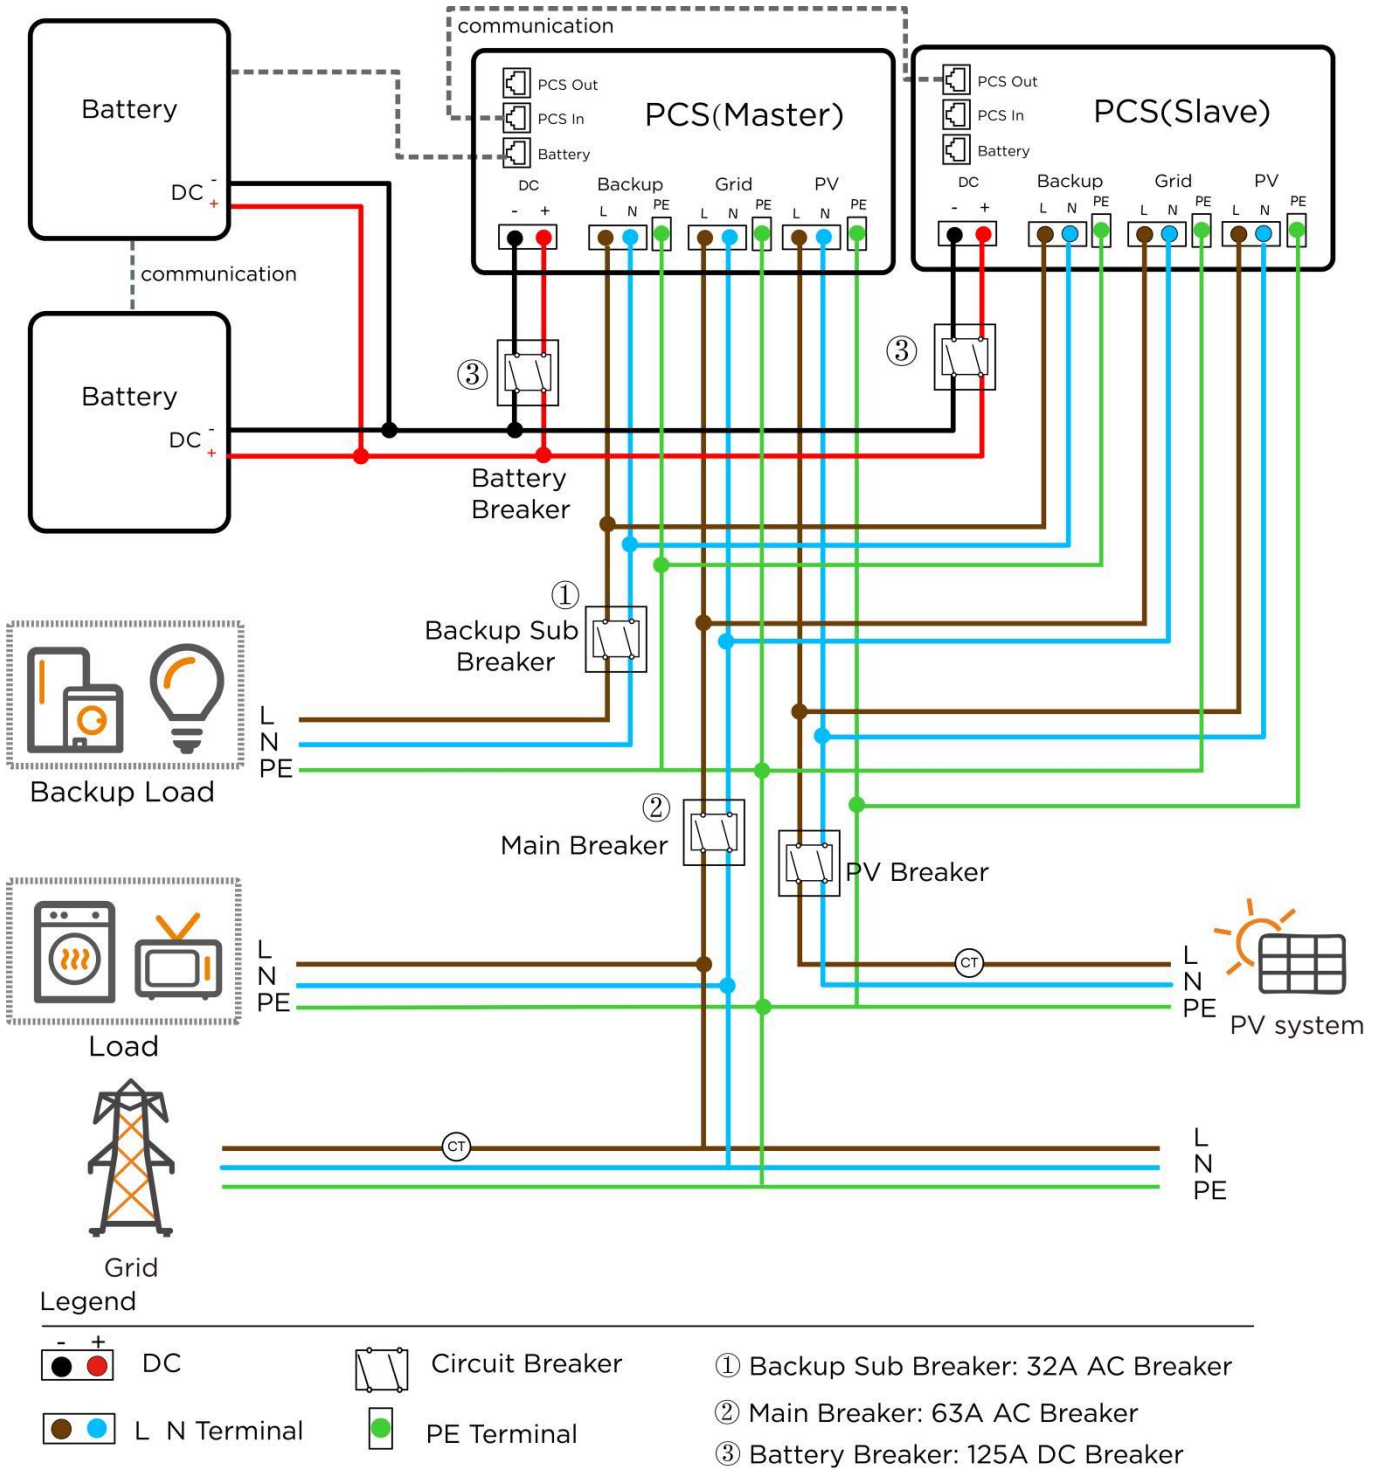 communication
Battery
DC
-
+
communication
Battery
DC
-
+
PCS Out
PCS In
Battery
PCS(Master)
DC
Backup
Grid
PV
- + L N PE L N PE L N PE
PCS Out
PCS In
Battery
PCS(Slave)
DC
Backup
Grid
PV
- + L N PE L N PE L N PE
③
③
Battery
Breaker
①
Backup Sub
Breaker
L
N
PE
Backup Load
②
Main Breaker
PV Breaker
L
N
PE
Load
CT
L
N
PE
PV system
CT
L
N
PE
Grid
Legend
- +
DC
Circuit Breaker
① Backup Sub Breaker: 32A AC Breaker
L N Terminal
PE Terminal
② Main Breaker: 63A AC Breaker
③ Battery Breaker: 125A DC Breaker